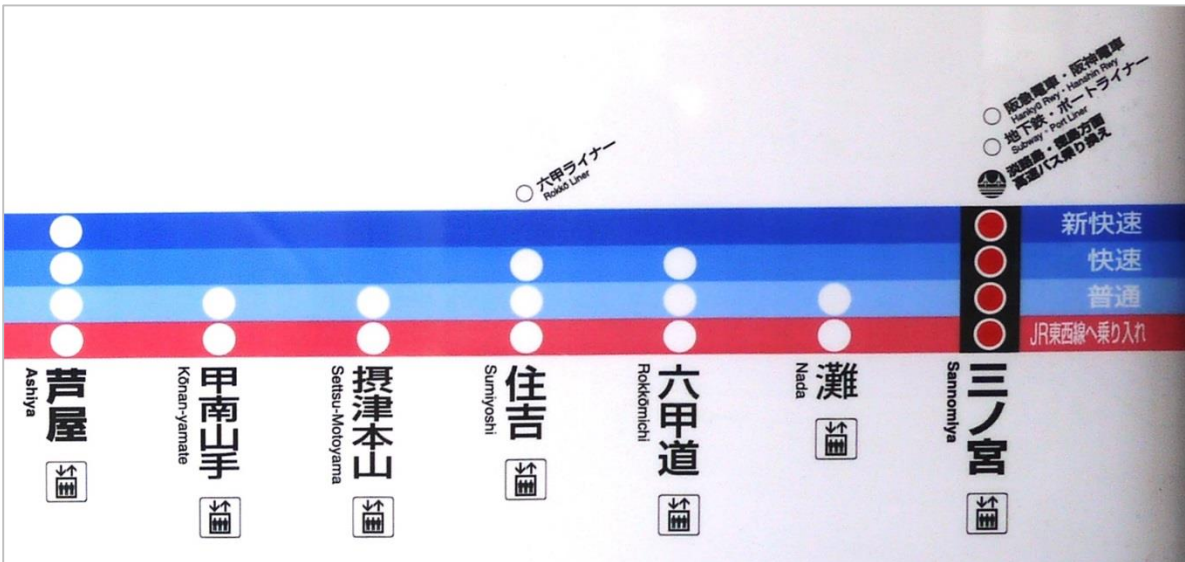 阪急電車・阪神電車
Hankyū Rwy・Hanshin Rwy
地下鉄・ポートライナー
Subway・Port Liner
淡路島・徳島方面
高速バス乗り換え
六甲ライナー
Rokkō Liner
新快速
快速
普通
JR東西線へ乗り入れ
芦屋
Ashiya
甲南山手
Kōnan-yamate
摂津本山
Settsu-Motoyama
住吉
Sumiyoshi
六甲道
Rokkōmichi
灘
Nada
三ノ宮
Sannomiya